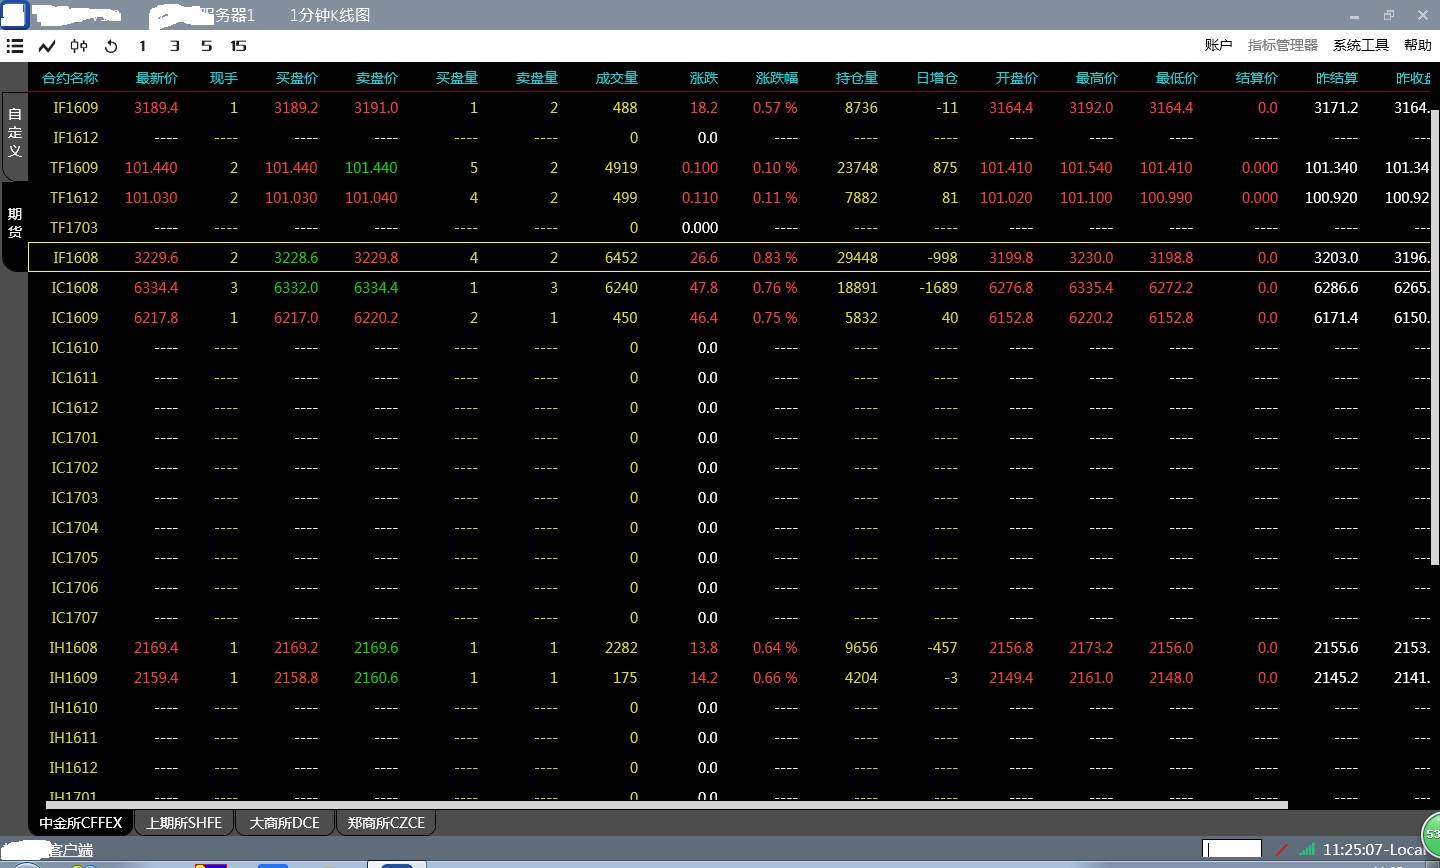 服务器1 1分钟K线图
1 3 5 15 账户 指标管理器 系统工具 帮助
合约名称 最新价 现手 买盘价 卖盘价 买盘量 卖盘量 成交量 涨跌 涨跌幅 持仓量 日增仓 开盘价 最高价 最低价 结算价 昨结算 昨收盘
自定义
期货
IF1609 3189.4 1 3189.2 3191.0 1 2 488 18.2 0.57 % 8736 -11 3164.4 3192.0 3164.4 0.0 3171.2 3164.
IF1612 ---- ---- ---- ---- ---- ---- 0 0.0 ---- ---- ---- ---- ---- ---- ---- ---- ---
TF1609 101.440 2 101.440 101.440 5 2 4919 0.100 0.10 % 23748 875 101.410 101.540 101.410 0.000 101.340 101.34
TF1612 101.030 2 101.030 101.040 4 2 499 0.110 0.11 % 7882 81 101.020 101.100 100.990 0.000 100.920 100.92
TF1703 ---- ---- ---- ---- ---- ---- 0 0.000 ---- ---- ---- ---- ---- ---- ---- ---- ---
IF1608 3229.6 2 3228.6 3229.8 4 2 6452 26.6 0.83 % 29448 -998 3199.8 3230.0 3198.8 0.0 3203.0 3196.
IC1608 6334.4 3 6332.0 6334.4 1 3 6240 47.8 0.76 % 18891 -1689 6276.8 6335.4 6272.2 0.0 6286.6 6265.
IC1609 6217.8 1 6217.0 6220.2 2 1 450 46.4 0.75 % 5832 40 6152.8 6220.2 6152.8 0.0 6171.4 6150.
IC1610 ---- ---- ---- ---- ---- ---- 0 0.0 ---- ---- ---- ---- ---- ---- ---- ---- ---
IC1611 ---- ---- ---- ---- ---- ---- 0 0.0 ---- ---- ---- ---- ---- ---- ---- ---- ---
IC1612 ---- ---- ---- ---- ---- ---- 0 0.0 ---- ---- ---- ---- ---- ---- ---- ---- ---
IC1701 ---- ---- ---- ---- ---- ---- 0 0.0 ---- ---- ---- ---- ---- ---- ---- ---- ---
IC1702 ---- ---- ---- ---- ---- ---- 0 0.0 ---- ---- ---- ---- ---- ---- ---- ---- ---
IC1703 ---- ---- ---- ---- ---- ---- 0 0.0 ---- ---- ---- ---- ---- ---- ---- ---- ---
IC1704 ---- ---- ---- ---- ---- ---- 0 0.0 ---- ---- ---- ---- ---- ---- ---- ---- ---
IC1705 ---- ---- ---- ---- ---- ---- 0 0.0 ---- ---- ---- ---- ---- ---- ---- ---- ---
IC1706 ---- ---- ---- ---- ---- ---- 0 0.0 ---- ---- ---- ---- ---- ---- ---- ---- ---
IC1707 ---- ---- ---- ---- ---- ---- 0 0.0 ---- ---- ---- ---- ---- ---- ---- ---- ---
IH1608 2169.4 1 2169.2 2169.6 1 1 2282 13.8 0.64 % 9656 -457 2156.8 2173.2 2156.0 0.0 2155.6 2153.
IH1609 2159.4 1 2158.8 2160.6 1 1 175 14.2 0.66 % 4204 -3 2149.4 2161.0 2148.0 0.0 2145.2 2141.
IH1610 ---- ---- ---- ---- ---- ---- 0 0.0 ---- ---- ---- ---- ---- ---- ---- ---- ---
IH1611 ---- ---- ---- ---- ---- ---- 0 0.0 ---- ---- ---- ---- ---- ---- ---- ---- ---
IH1612 ---- ---- ---- ---- ---- ---- 0 0.0 ---- ---- ---- ---- ---- ---- ---- ---- ---
IH1701 ---- ---- ---- ---- ---- ---- 0 0.0 ---- ---- ---- ---- ---- ---- ---- ---- ---
中金所CFFEX 上期所SHFE 大商所DCE 郑商所CZCE
客户端 11:25:07-Local 53